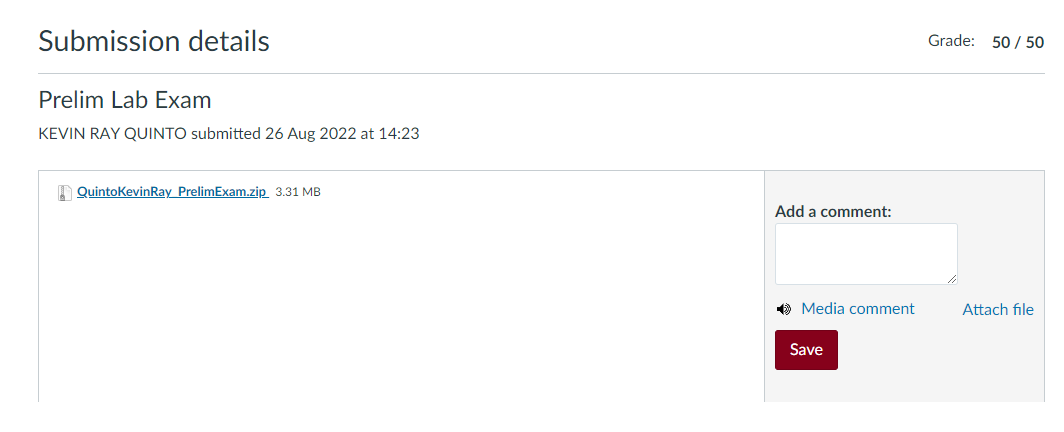 Submission details
Grade: 50 / 50
Prelim Lab Exam
KEVIN RAY QUINTO submitted 26 Aug 2022 at 14:23
QuintoKevinRay_PrelimExam.zip 3.31 MB
Add a comment:
Media comment Attach file
Save